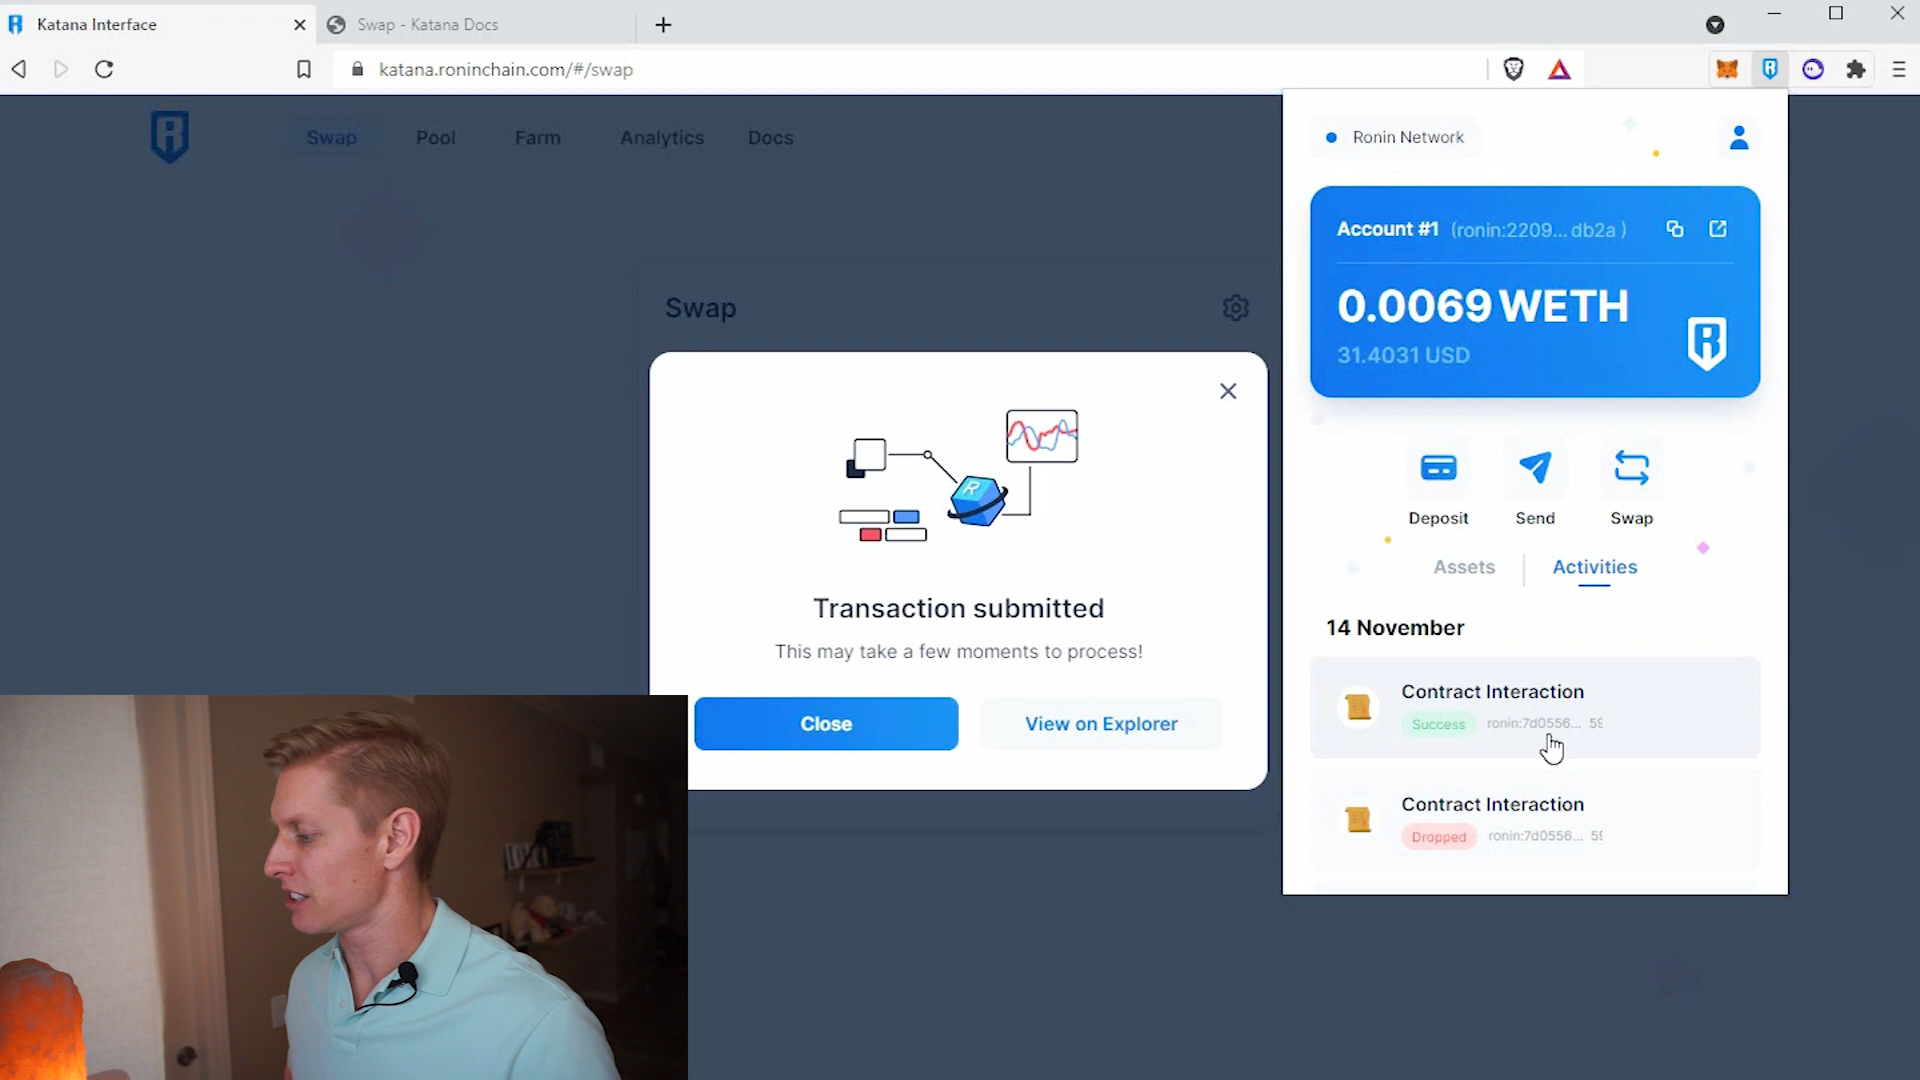 Katana Interface
Swap - Katana Docs
katana.roninchain.com/#/swap
Swap Pool Farm Analytics Docs
Swap
Transaction submitted
This may take a few moments to process!
Close View on Explorer
Ronin Network
Account #1 (ronin:2209... db2a )
0.0069 WETH
31.4031 USD
Deposit Send Swap
Assets Activities
14 November
Contract Interaction
Success ronin:7d0556... 59
Contract Interaction
Dropped ronin:7d0556... 59